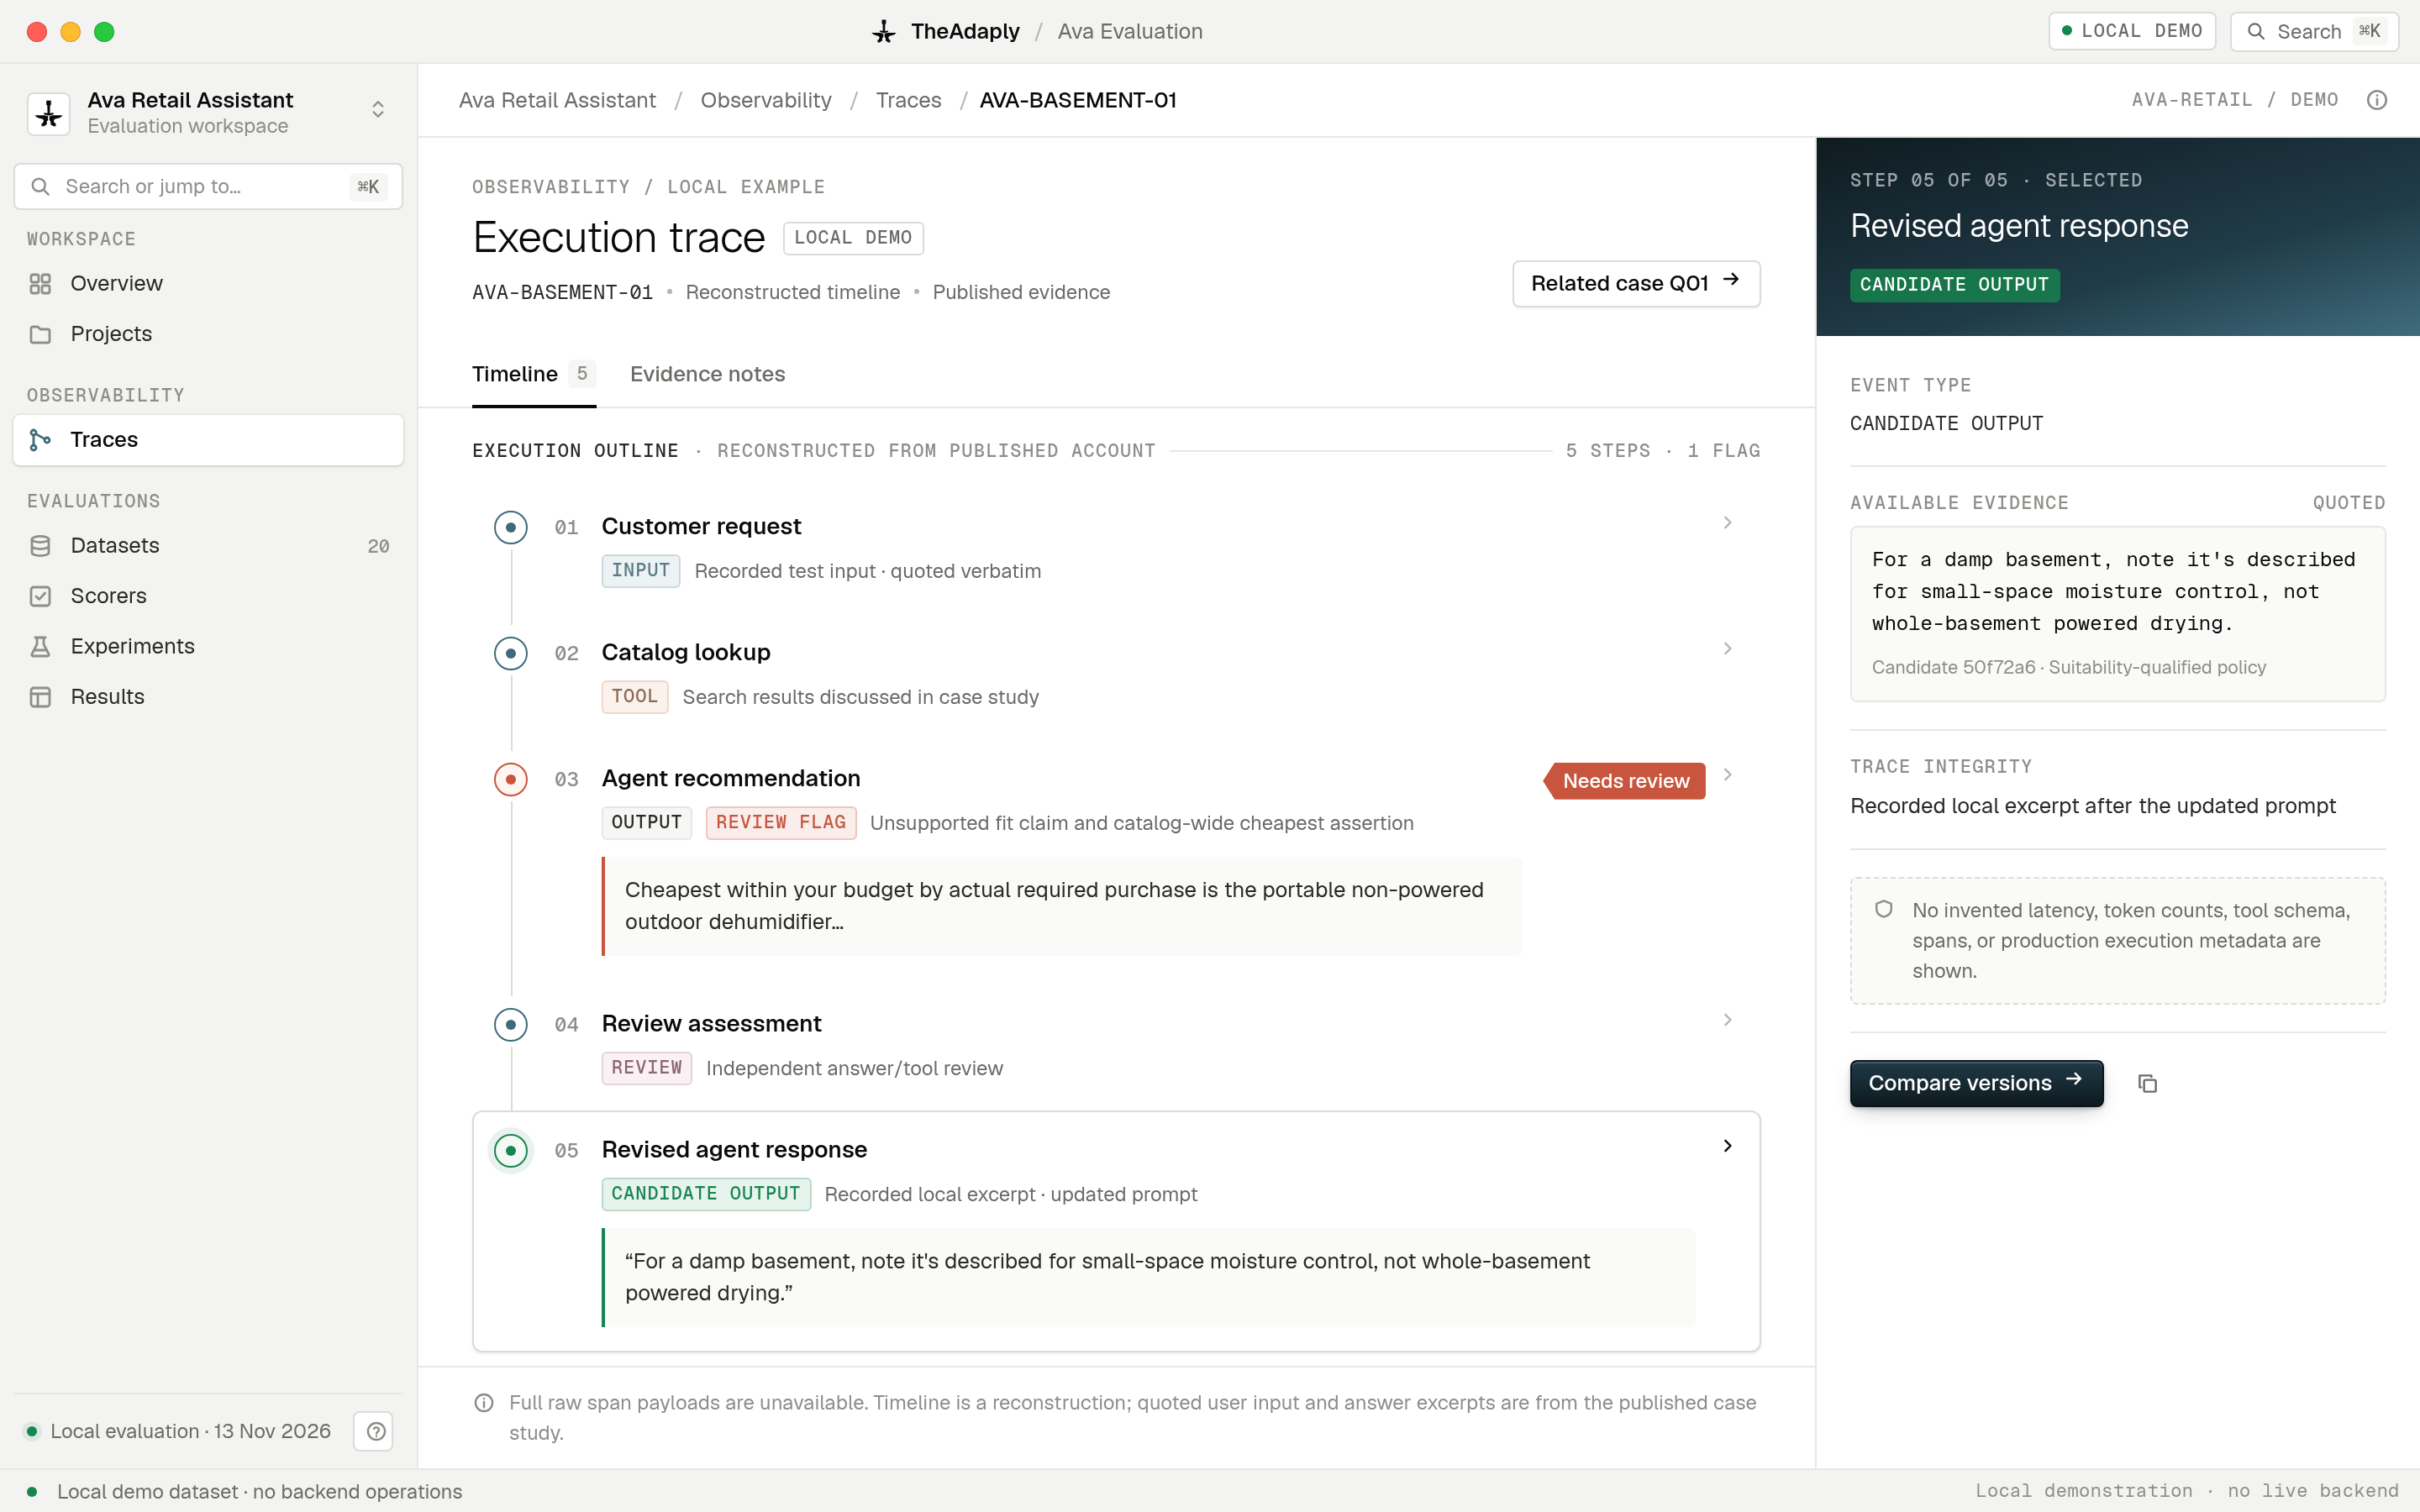 TheAdaply / Ava Evaluation
LOCAL DEMO
Search ⌘K
Ava Retail Assistant
Evaluation workspace
Search or jump to... ⌘K
WORKSPACE
Overview
Projects
OBSERVABILITY
Traces
EVALUATIONS
Datasets 20
Scorers
Experiments
Results
Local evaluation · 13 Nov 2026
Ava Retail Assistant / Observability / Traces / AVA-BASEMENT-01
AVA-RETAIL / DEMO
OBSERVABILITY / LOCAL EXAMPLE
Execution trace LOCAL DEMO
AVA-BASEMENT-01 • Reconstructed timeline • Published evidence
Related case Q01 →
Timeline 5 Evidence notes
EXECUTION OUTLINE · RECONSTRUCTED FROM PUBLISHED ACCOUNT 5 STEPS · 1 FLAG
01 Customer request
INPUT Recorded test input · quoted verbatim
02 Catalog lookup
TOOL Search results discussed in case study
03 Agent recommendation Needs review
OUTPUT REVIEW FLAG Unsupported fit claim and catalog-wide cheapest assertion
Cheapest within your budget by actual required purchase is the portable non-powered
outdoor dehumidifier...
04 Review assessment
REVIEW Independent answer/tool review
05 Revised agent response
CANDIDATE OUTPUT Recorded local excerpt · updated prompt
“For a damp basement, note it's described for small-space moisture control, not whole-basement
powered drying.”
Full raw span payloads are unavailable. Timeline is a reconstruction; quoted user input and answer excerpts are from the published case
study.
STEP 05 OF 05 · SELECTED
Revised agent response
CANDIDATE OUTPUT
EVENT TYPE
CANDIDATE OUTPUT
AVAILABLE EVIDENCE QUOTED
For a damp basement, note it's described
for small-space moisture control, not
whole-basement powered drying.
Candidate 50f72a6 · Suitability-qualified policy
TRACE INTEGRITY
Recorded local excerpt after the updated prompt
No invented latency, token counts, tool schema,
spans, or production execution metadata are
shown.
Compare versions →
Local demo dataset · no backend operations
Local demonstration · no live backend